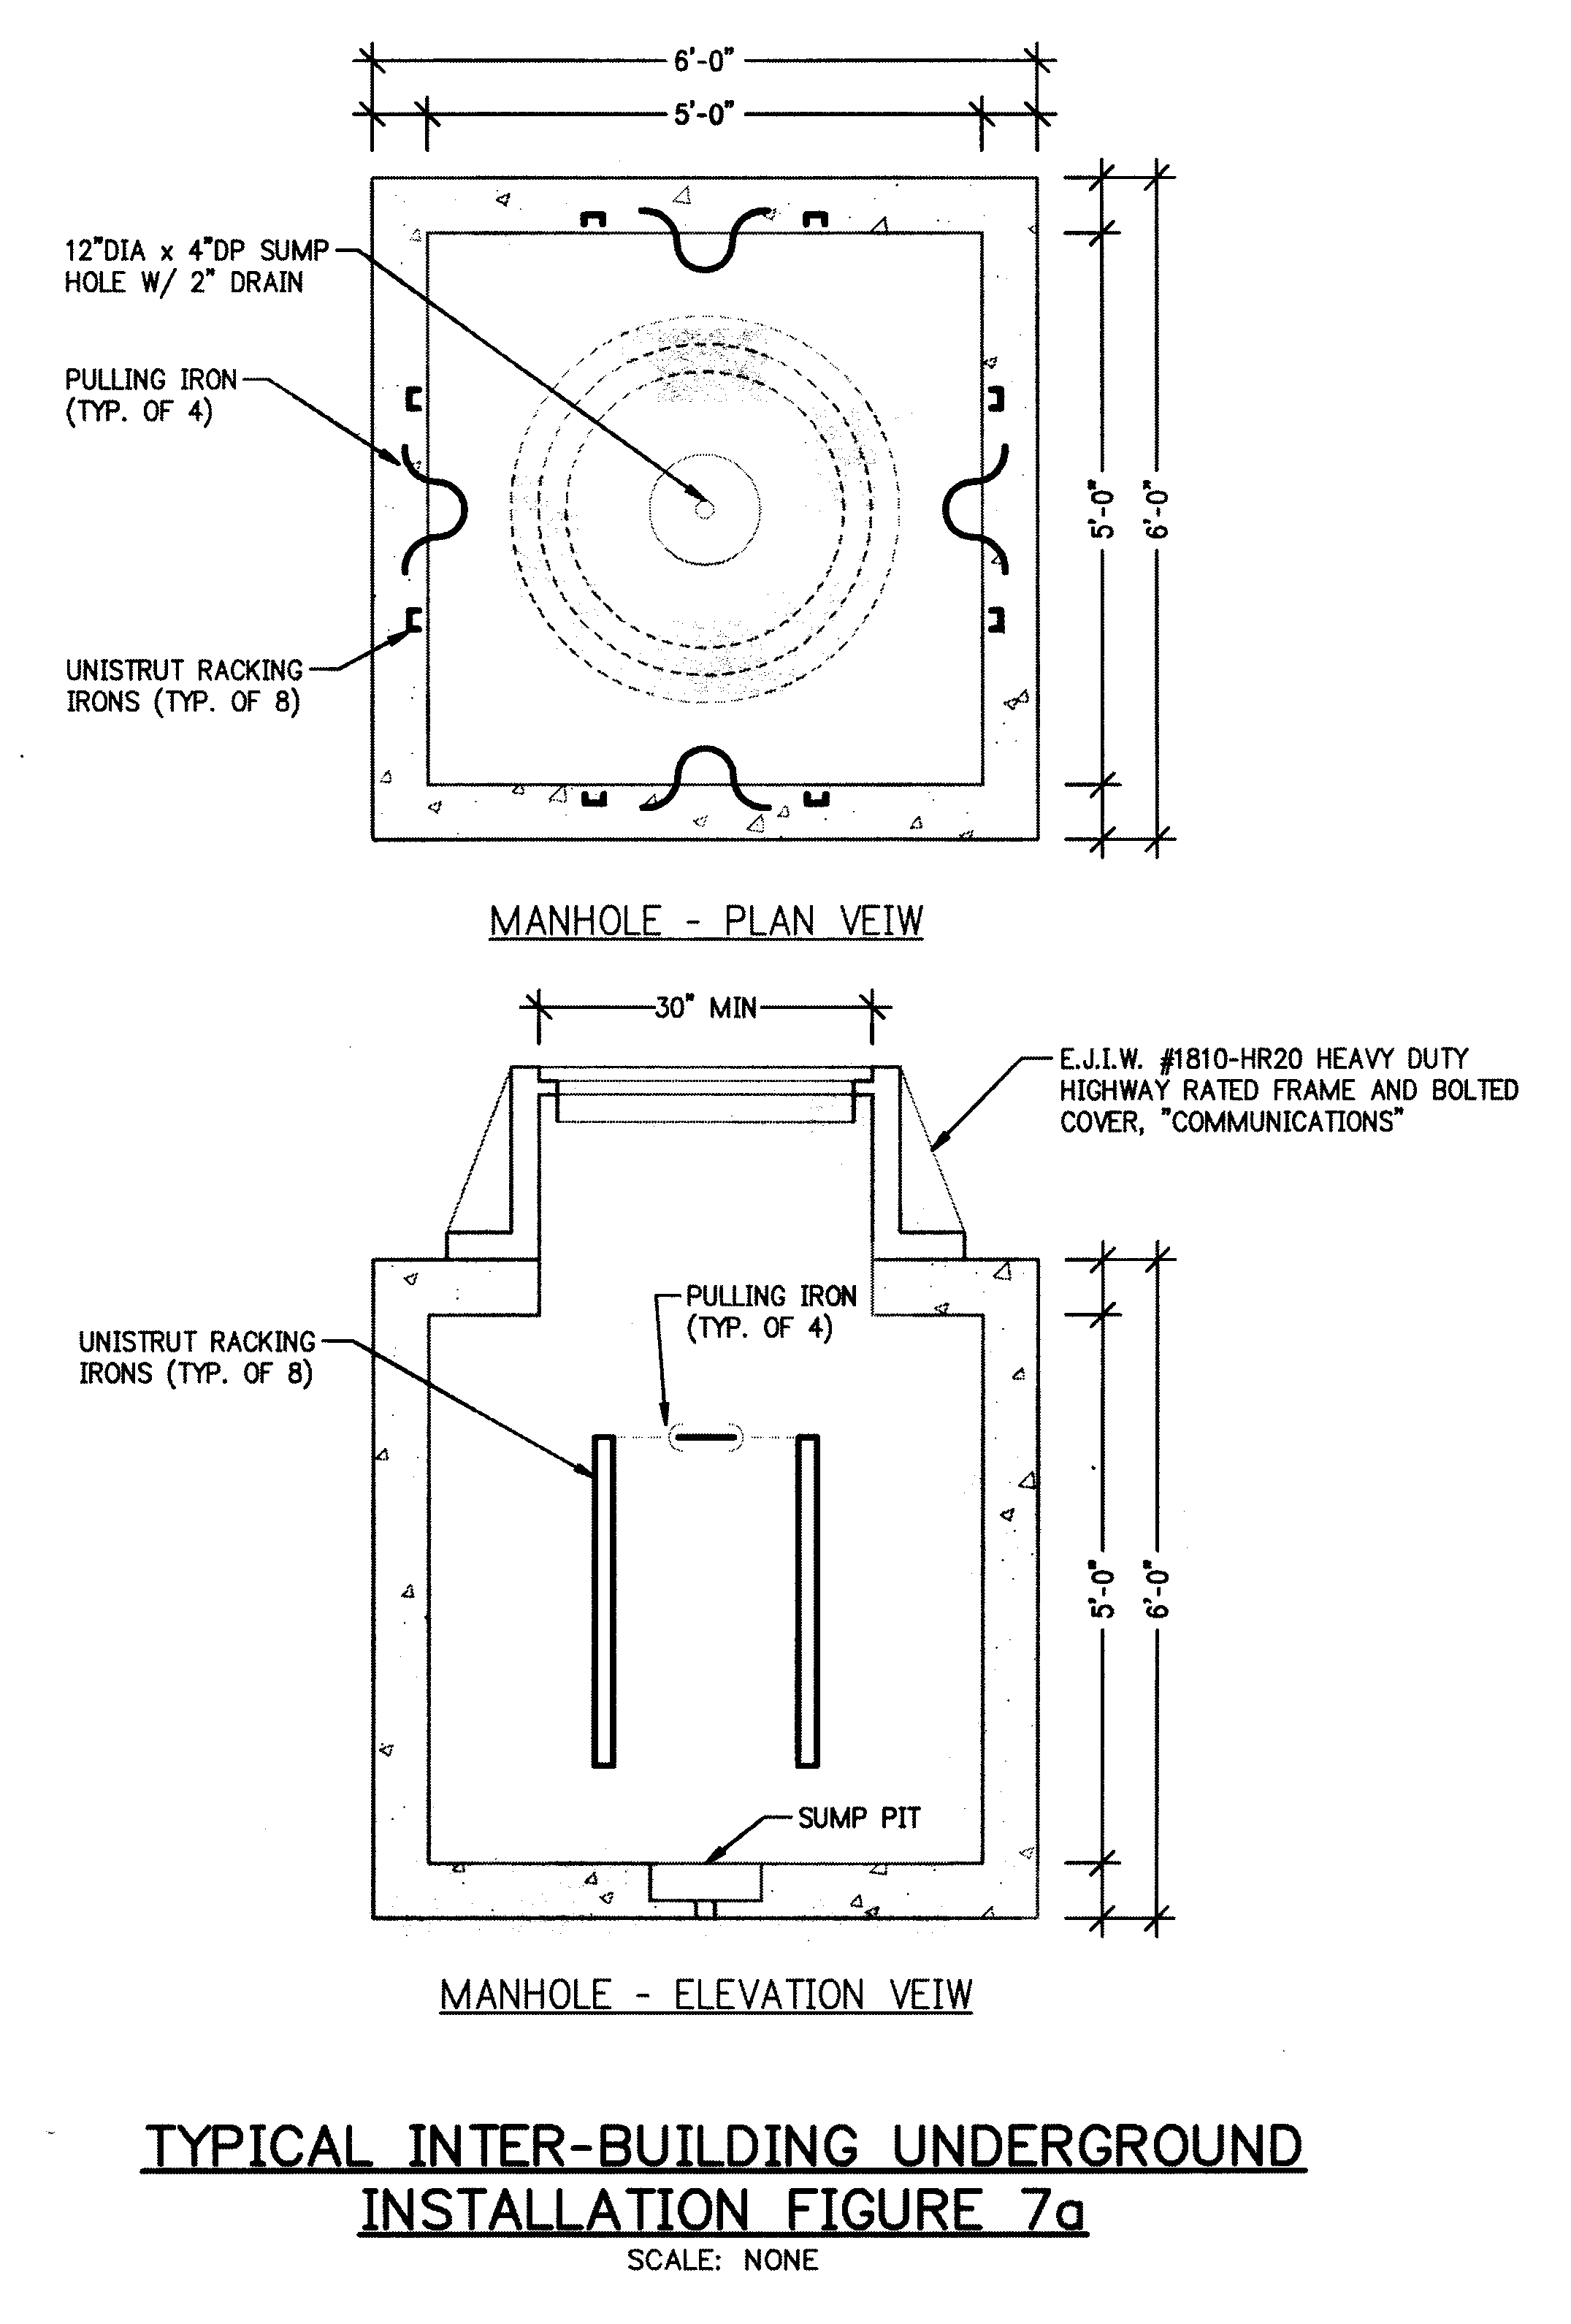 6'-0"
5'-0"
12"DIA x 4"DP SUMP
HOLE W/ 2" DRAIN
PULLING IRON
(TYP. OF 4)
5'-0"
6'-0"
UNISTRUT RACKING
IRONS (TYP. OF 8)
MANHOLE - PLAN VEIW
30" MIN
E.J.I.W. #1810-HR20 HEAVY DUTY
HIGHWAY RATED FRAME AND BOLTED
COVER, "COMMUNICATIONS"
PULLING IRON
(TYP. OF 4)
UNISTRUT RACKING
IRONS (TYP. OF 8)
5'-0"
6'-0"
SUMP PIT
MANHOLE - ELEVATION VEIW
TYPICAL INTER-BUILDING UNDERGROUND
INSTALLATION FIGURE 7a
SCALE: NONE